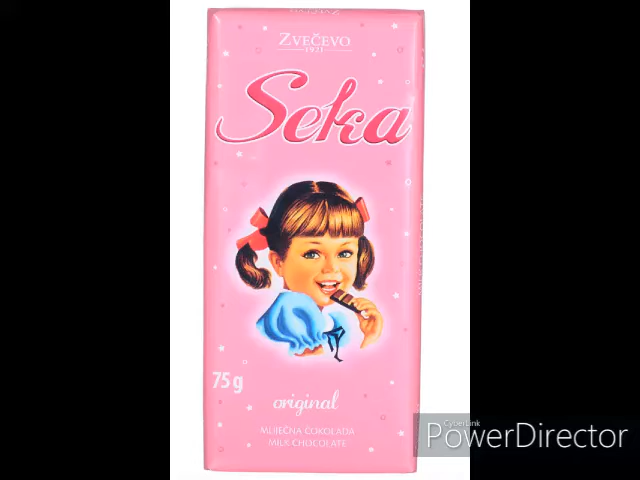 ZVEČEVO
1921
Seka
75g
original
MLIJEČNA ČOKOLADA
MILK CHOCOLATE
CyberLink
PowerDirector